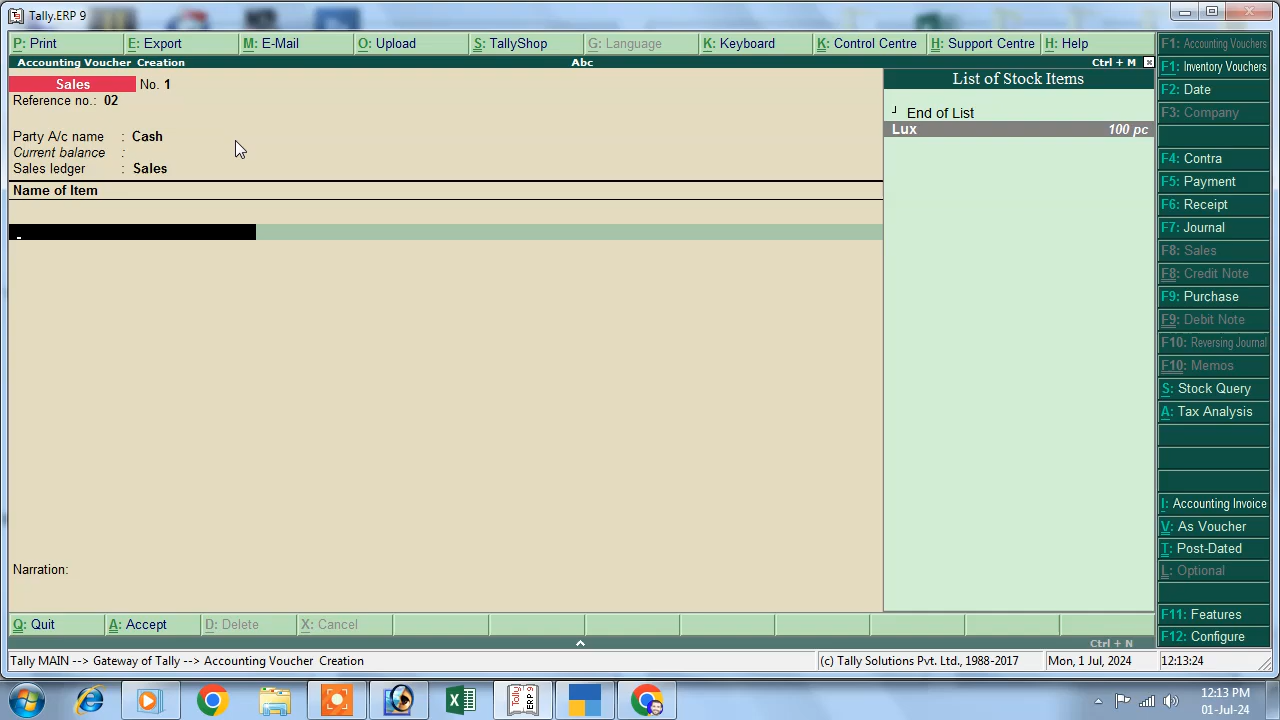 Tally.ERP 9
P: Print
E: Export
M: E-Mail
O: Upload
S: TallyShop
G: Language
K: Keyboard
K: Control Centre
H: Support Centre
H: Help
Accounting Voucher Creation
Abc
Ctrl + M
Sales
No. 1
Reference no.: 02
Party A/c name : Cash
Current balance :
Sales ledger : Sales
Name of Item
Narration:
List of Stock Items
End of List
Lux 100 pc
F1: Accounting Vouchers
F1: Inventory Vouchers
F2: Date
F3: Company
F4: Contra
F5: Payment
F6: Receipt
F7: Journal
F8: Sales
F8: Credit Note
F9: Purchase
F9: Debit Note
F10: Reversing Journal
F10: Memos
S: Stock Query
A: Tax Analysis
I: Accounting Invoice
V: As Voucher
T: Post-Dated
L: Optional
F11: Features
F12: Configure
Q: Quit
A: Accept
D: Delete
X: Cancel
Ctrl + N
Tally MAIN --> Gateway of Tally --> Accounting Voucher Creation
(c) Tally Solutions Pvt. Ltd., 1988-2017
Mon, 1 Jul, 2024
12:13:24
ERP 9
12:13 PM
01-Jul-24